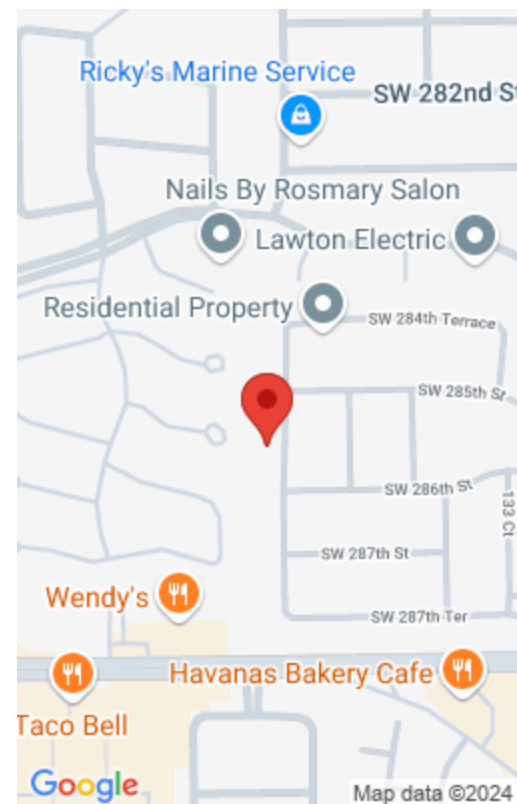 Ricky's Marine Service
SW 282nd St
Nails By Rosmary Salon
Lawton Electric
Residential Property
SW 284th Terrace
SW 285th St
SW 286th St
133 Ct
SW 287th St
Wendy's
SW 287th Ter
Havanas Bakery Cafe
Taco Bell
Google
Map data ©2024